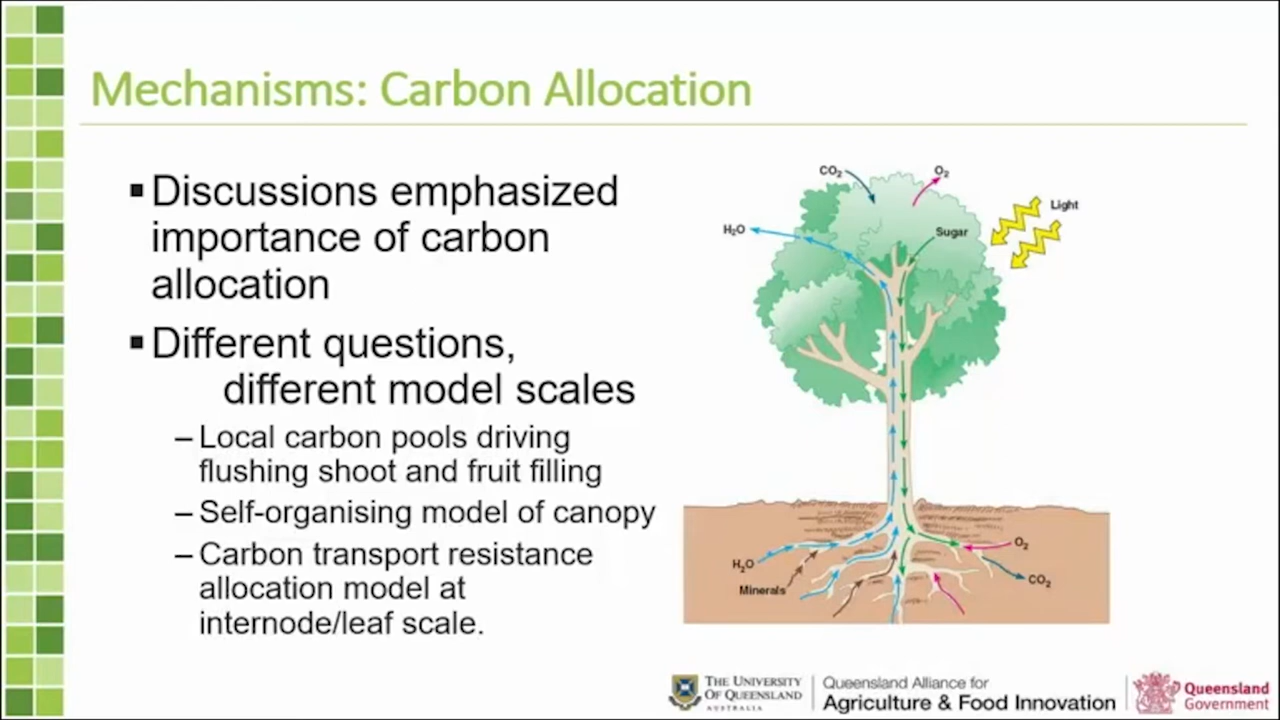 Mechanisms: Carbon Allocation
▪Discussions emphasized
importance of carbon
allocation
▪Different questions,
different model scales
–Local carbon pools driving
flushing shoot and fruit filling
–Self-organising model of canopy
–Carbon transport resistance
allocation model at
internode/leaf scale.
CO2
O2
Light
H2O
Sugar
O2
H2O
CO2
Minerals
THE UNIVERSITY
OF QUEENSLAND
AUSTRALIA
Queensland Alliance for
Agriculture & Food Innovation
Queensland
Government